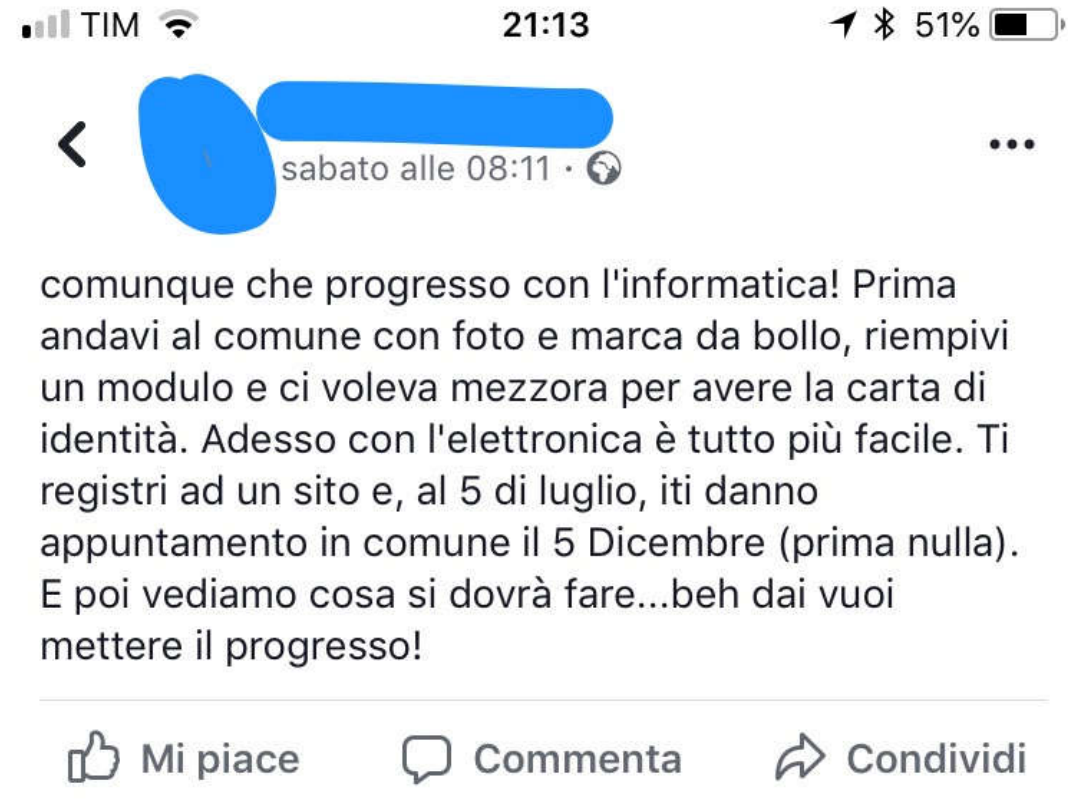 TIM 21:13 51%
sabato alle 08:11 ·
comunque che progresso con l'informatica! Prima
andavi al comune con foto e marca da bollo, riempivi
un modulo e ci voleva mezzora per avere la carta di
identità. Adesso con l'elettronica è tutto più facile. Ti
registri ad un sito e, al 5 di luglio, iti danno
appuntamento in comune il 5 Dicembre (prima nulla).
E poi vediamo cosa si dovrà fare...beh dai vuoi
mettere il progresso!
Mi piace Commenta Condividi